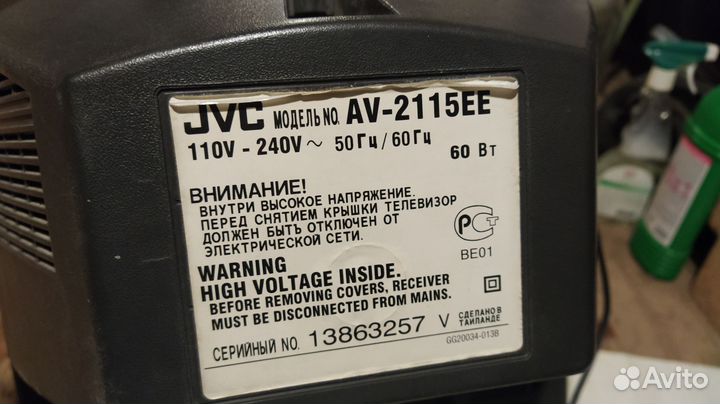 JVC МОДЕЛЬ NO. AV-2115EE
110V - 240V ~ 50Гц / 60Гц 60 Вт
ВНИМАНИЕ!
ВНУТРИ ВЫСОКОЕ НАПРЯЖЕНИЕ.
ПЕРЕД СНЯТИЕМ КРЫШКИ ТЕЛЕВИЗОР
ДОЛЖЕН БЫТЬ ОТКЛЮЧЕН ОТ
ЭЛЕКТРИЧЕСКОЙ СЕТИ.
РСТ
BE01
WARNING
HIGH VOLTAGE INSIDE.
BEFORE REMOVING COVERS, RECEIVER
MUST BE DISCONNECTED FROM MAINS.
СЕРИЙНЫЙ NO. 13863257 V
СДЕЛАНО В
ТАИЛАНДЕ
GG20034-013B
Avito